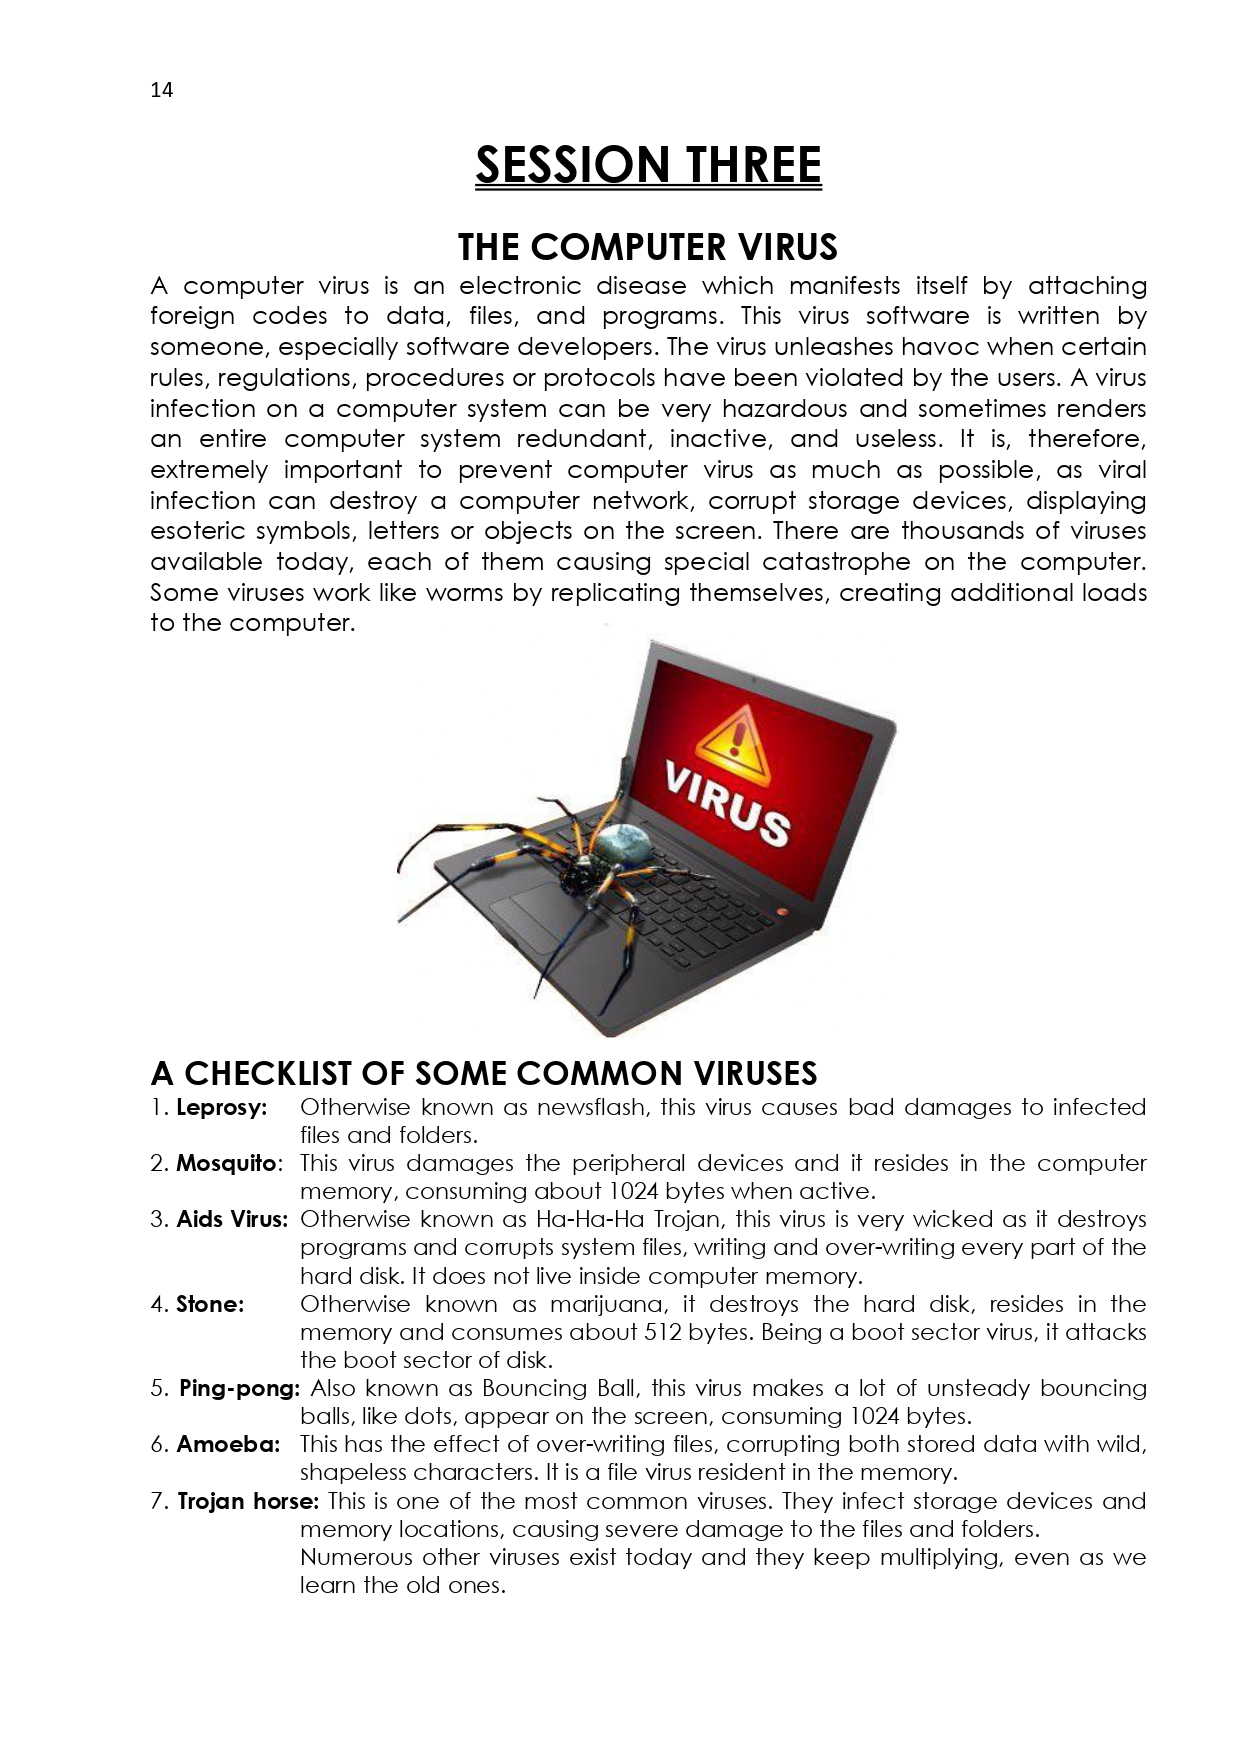 14
SESSION THREE
THE COMPUTER VIRUS
A computer virus is an electronic disease which manifests itself by attaching
foreign codes to data, files, and programs. This virus software is written by
someone, especially software developers. The virus unleashes havoc when certain
rules, regulations, procedures or protocols have been violated by the users. A virus
infection on a computer system can be very hazardous and sometimes renders
an entire computer system redundant, inactive, and useless. It is, therefore,
extremely important to prevent computer virus as much as possible, as viral
infection can destroy a computer network, corrupt storage devices, displaying
esoteric symbols, letters or objects on the screen. There are thousands of viruses
available today, each of them causing special catastrophe on the computer.
Some viruses work like worms by replicating themselves, creating additional loads
to the computer.
VIRUS
A CHECKLIST OF SOME COMMON VIRUSES
1. Leprosy: Otherwise known as newsflash, this virus causes bad damages to infected
files and folders.
2. Mosquito: This virus damages the peripheral devices and it resides in the computer
memory, consuming about 1024 bytes when active.
3. Aids Virus: Otherwise known as Ha-Ha-Ha Trojan, this virus is very wicked as it destroys
programs and corrupts system files, writing and over-writing every part of the
hard disk. It does not live inside computer memory.
4. Stone: Otherwise known as marijuana, it destroys the hard disk, resides in the
memory and consumes about 512 bytes. Being a boot sector virus, it attacks
the boot sector of disk.
5. Ping-pong: Also known as Bouncing Ball, this virus makes a lot of unsteady bouncing
balls, like dots, appear on the screen, consuming 1024 bytes.
6. Amoeba: This has the effect of over-writing files, corrupting both stored data with wild,
shapeless characters. It is a file virus resident in the memory.
7. Trojan horse: This is one of the most common viruses. They infect storage devices and
memory locations, causing severe damage to the files and folders.
Numerous other viruses exist today and they keep multiplying, even as we
learn the old ones.